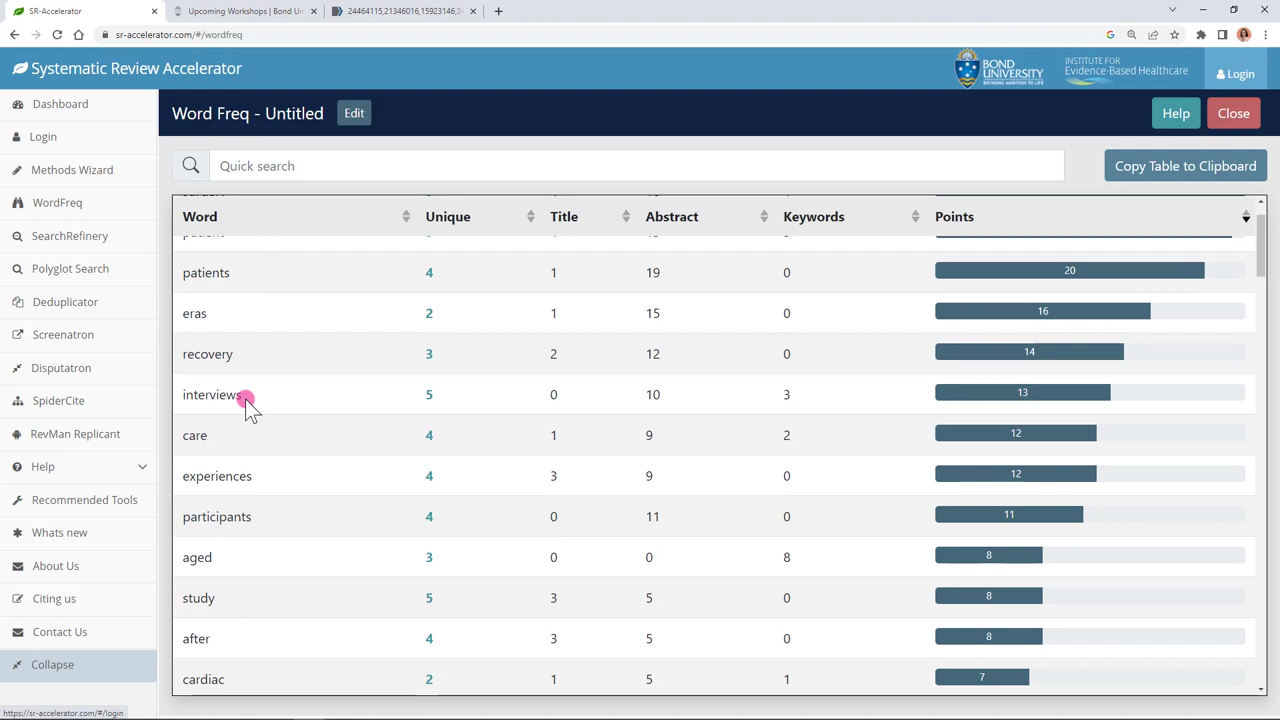 SR-Accelerator
Upcoming Workshops | Bond Un
24464115,21346016,15923146,34
sr-accelerator.com/#/wordfreq
Systematic Review Accelerator
BOND
UNIVERSITY
BRINGING AMBITION TO LIFE
INSTITUTE FOR
Evidence-Based Healthcare
Login
Dashboard
Login
Methods Wizard
WordFreq
SearchRefinery
Polyglot Search
Deduplicator
Screenatron
Disputatron
SpiderCite
RevMan Replicant
Help
Recommended Tools
Whats new
About Us
Citing us
Contact Us
Collapse
https://sr-accelerator.com/#/login
Word Freq - Untitled Edit
Help Close
Quick search
Copy Table to Clipboard
Word Unique Title Abstract Keywords Points
patients 4 1 19 0 20
eras 2 1 15 0 16
recovery 3 2 12 0 14
interviews 5 0 10 3 13
care 4 1 9 2 12
experiences 4 3 9 0 12
participants 4 0 11 0 11
aged 3 0 0 8 8
study 5 3 5 0 8
after 4 3 5 0 8
cardiac 2 1 5 1 7